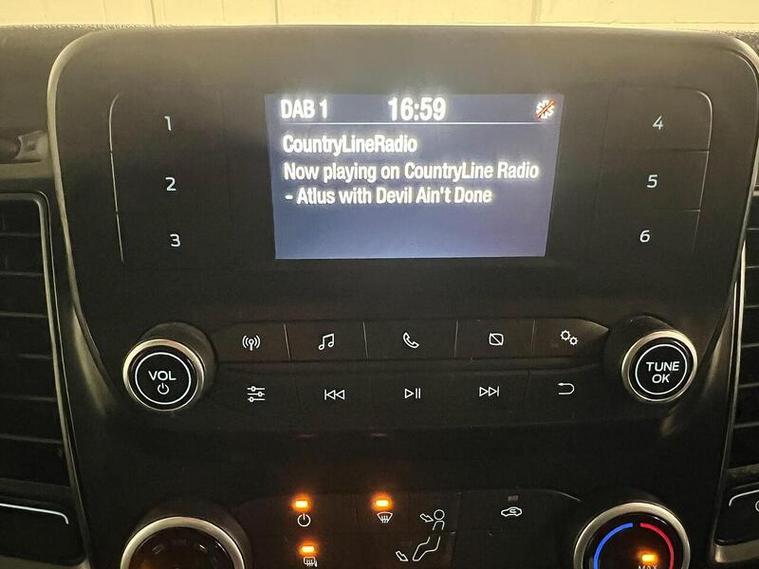 DAB 1 16:59
CountryLineRadio
Now playing on CountryLine Radio
- Atlus with Devil Ain't Done
1
2
3
4
5
6
VOL
TUNE
OK
MAX